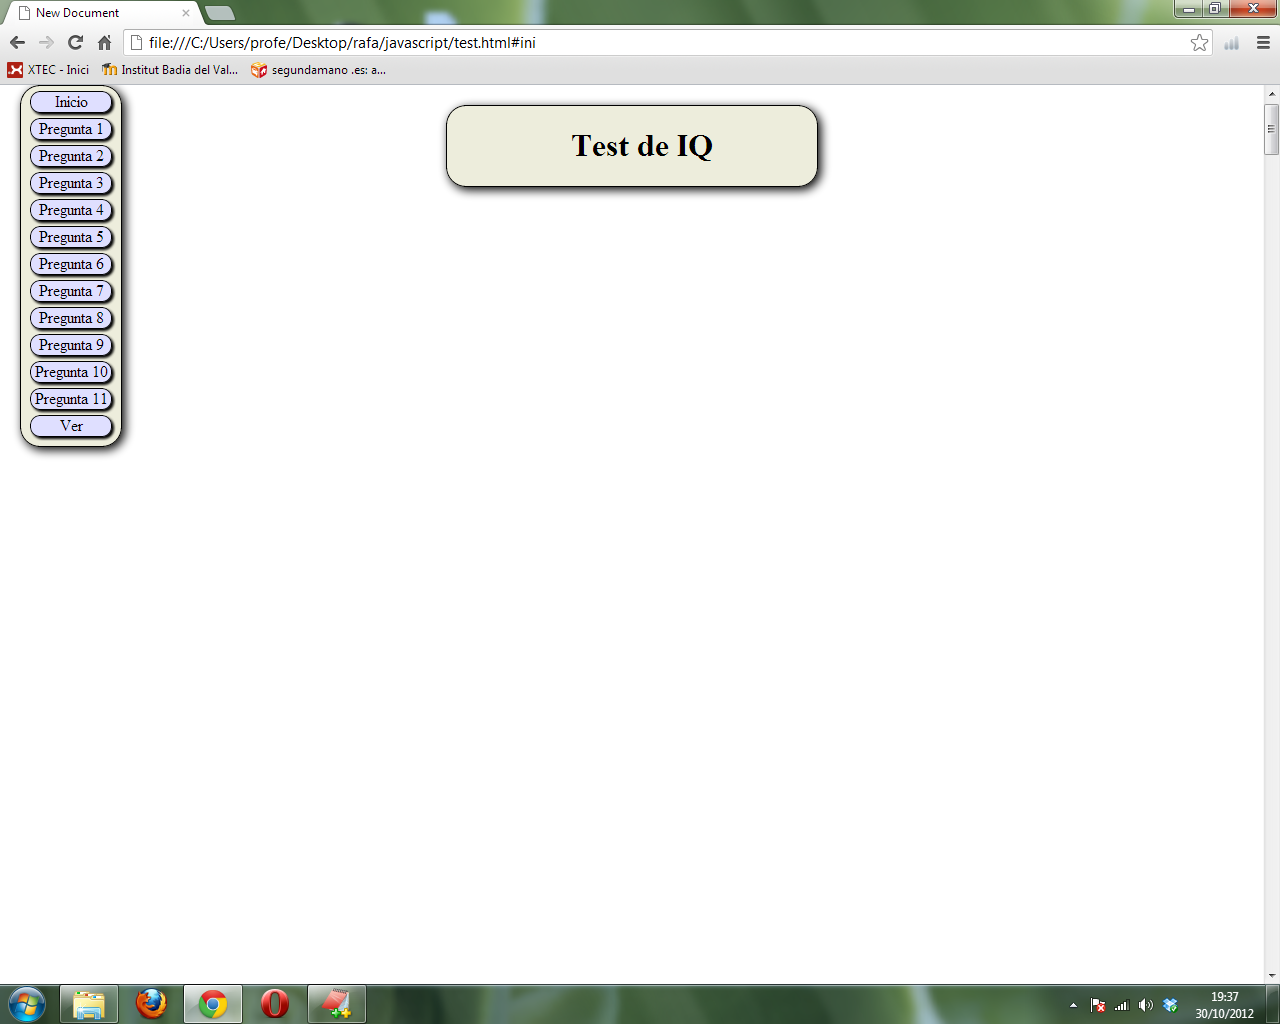 New Document
file:///C:/Users/profe/Desktop/rafa/javascript/test.html#ini
XTEC - Inici
Institut Badia del Val...
segundamano .es: a...
Inicio
Pregunta 1
Pregunta 2
Pregunta 3
Pregunta 4
Pregunta 5
Pregunta 6
Pregunta 7
Pregunta 8
Pregunta 9
Pregunta 10
Pregunta 11
Ver
Test de IQ
19:37
30/10/2012